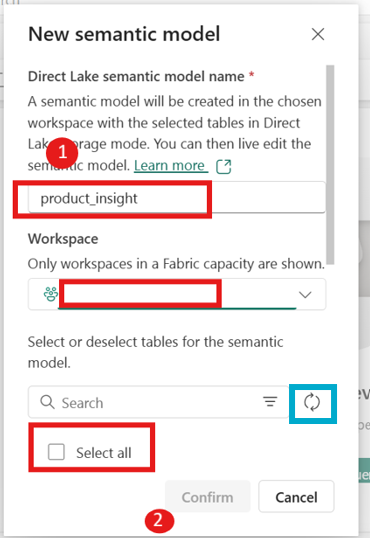 New semantic model
Direct Lake semantic model name *
A semantic model will be created in the chosen
workspace with the selected tables in Direct
Lake storage mode. You can then live edit the
semantic model. Learn more
1
product_insight
Workspace
Only workspaces in a Fabric capacity are shown.
Select or deselect tables for the semantic
model.
Search
Select all
Confirm
Cancel
2